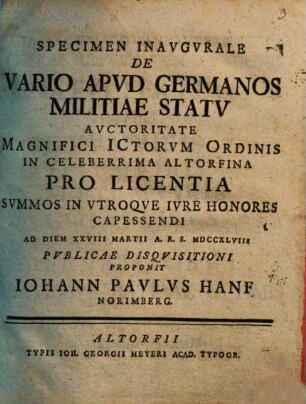 SPECIMEN INAVGVRALE
DE
VARIO APVD GERMANOS
MILITIAE STATV
AVCTORITATE
MAGNIFICI ICTORVM ORDINIS
IN CELEBERRIMA ALTORFINA
PRO LICENTIA
SVMMOS IN VTROQVE IVRE HONORES
CAPESSENDI
AD DIEM XXVIII MARTII A. R. S. MDCCXLVIII
PVBLICAE DISQVISITIONI
PROPONIT
IOHANN PAVLVS HANF
NORIMBERG.
ALTORFII
TYPIS IOH. GEORGII MEYERI ACAD. TYPOGR.